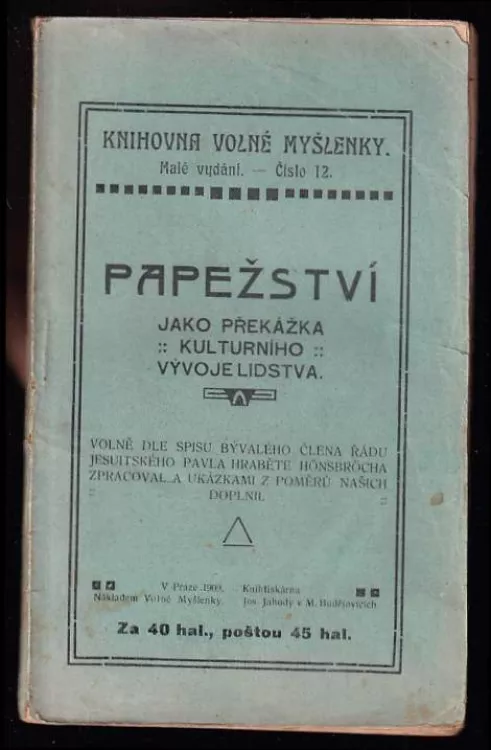 KNIHOVNA VOLNÉ MYŠLENKY.
Malé vydání. — Číslo 12.
PAPEŽSTVÍ
JAKO PŘEKÁŽKA
:: KULTURNÍHO ::
VÝVOJE LIDSTVA.
VOLNĚ DLE SPISU BÝVALÉHO ČLENA ŘÁDU
JESUITSKÉHO PAVLA HRABĚTE HÖNSBRÖCHA
ZPRACOVAL A UKÁZKAMI Z POMĚRŮ NAŠICH
:: DOPLNIL ::
V Praze 1908. Knihtiskárna
Nákladem Volné Myšlenky. Jos. Jahody v M. Budějovicích
Za 40 hal., poštou 45 hal.